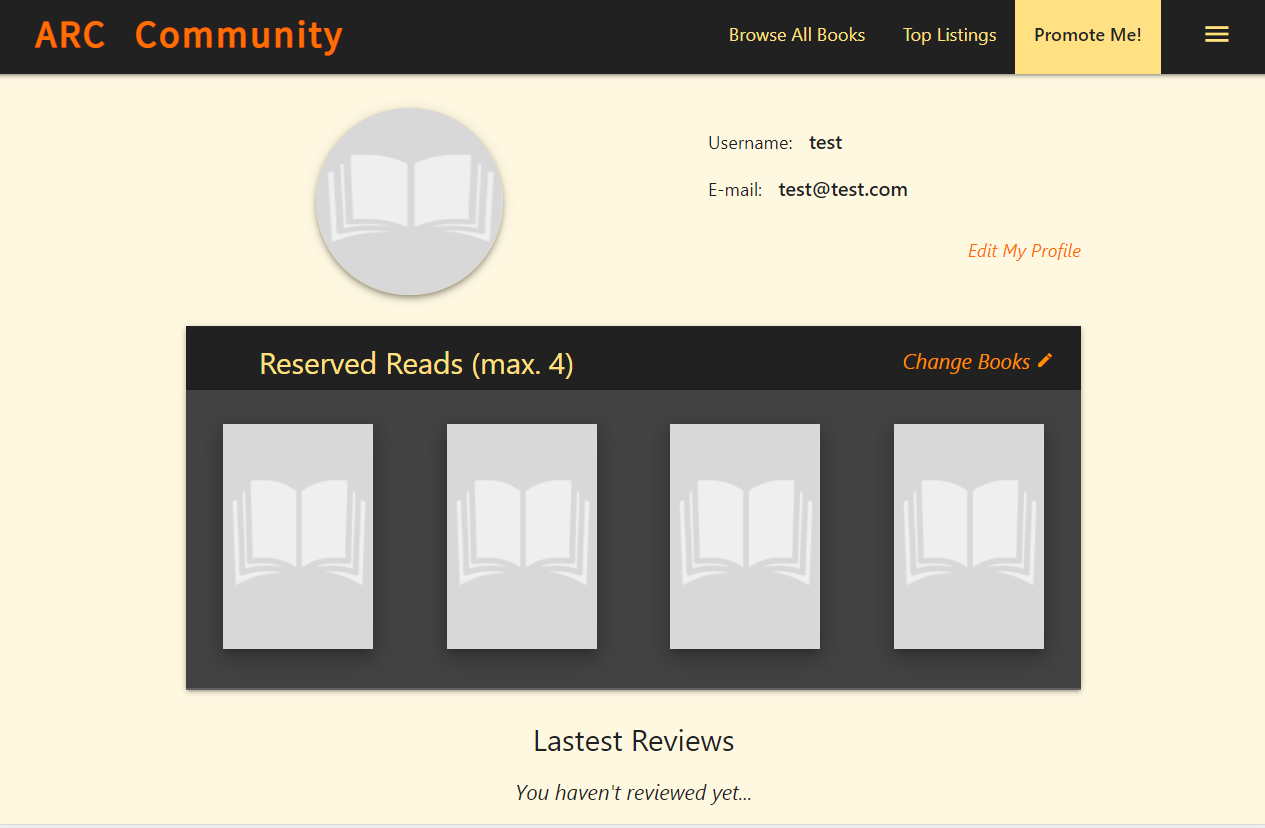 ARC Community
Browse All Books
Top Listings
Promote Me!
Username: test
E-mail: test@test.com
Edit My Profile
Reserved Reads (max. 4)
Change Books
Lastest Reviews
You haven't reviewed yet...